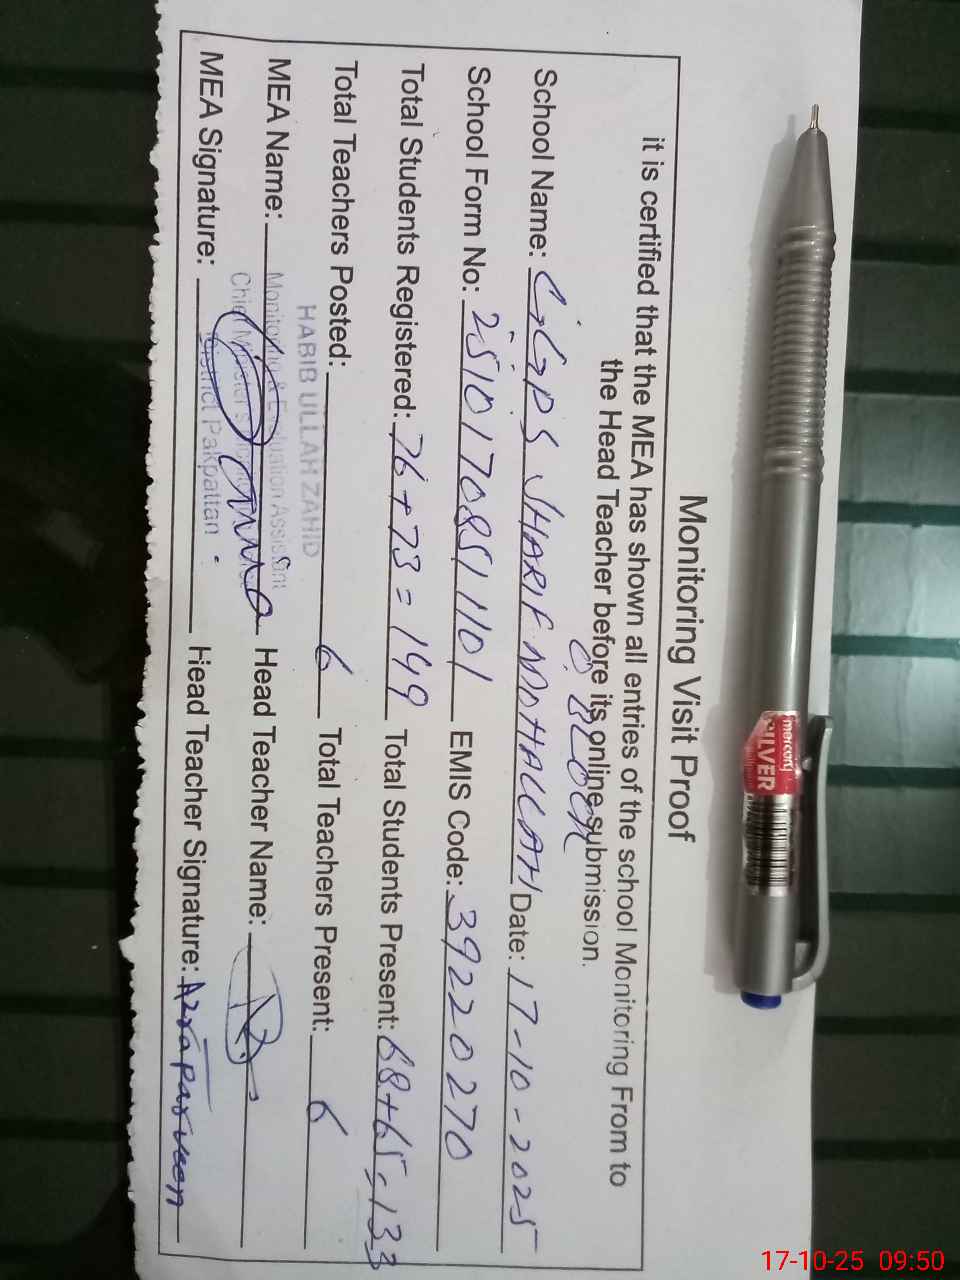 Monitoring Visit Proof
it is certified that the MEA has shown all entries of the school Monitoring From to
the Head Teacher before its online submission.
O BLOCK
School Name: GGPS SHARIF MOHALLAH Date: 17-10-2025
School Form No: 25101708511101 EMIS Code: 39220270
Total Students Registered: 76+73=149 Total Students Present: 68+65=133
Total Teachers Posted: 6 Total Teachers Present: 6
HABIB ULLAH ZAHID
MEA Name: Head Teacher Name:
Monitoring & Evaluation Assistant
Chief Minister's
District Pakpattan
MEA Signature: Head Teacher Signature: Azra parveen
mercury
SILVER
17-10-25 09:50